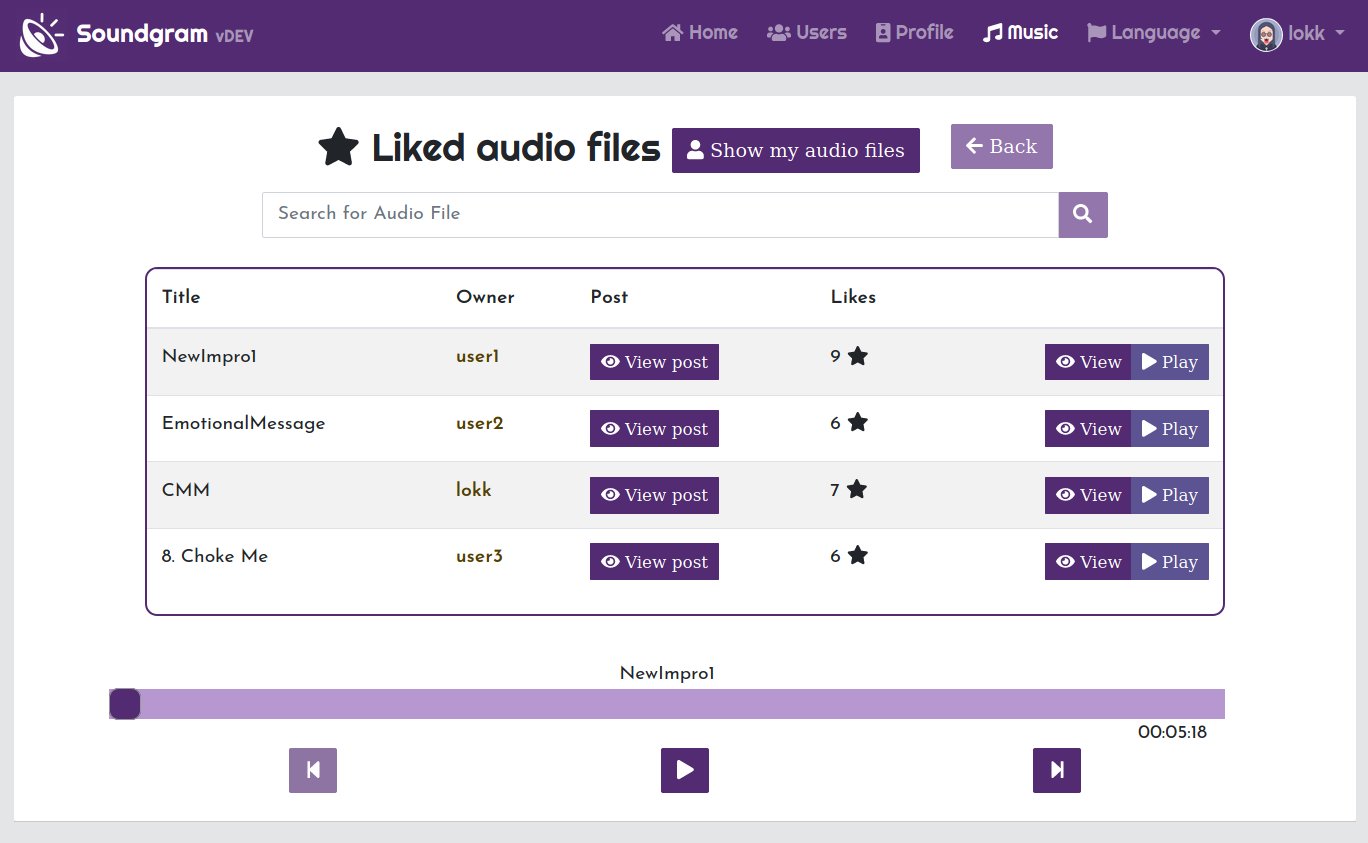 Soundgram vDEV Home Users Profile Music Language lokk
Liked audio files Show my audio files Back
Search for Audio File
Title Owner Post Likes
NewImpro1 user1 View post 9 View Play
EmotionalMessage user2 View post 6 View Play
CMM lokk View post 7 View Play
8. Choke Me user3 View post 6 View Play
NewImpro1
00:05:18